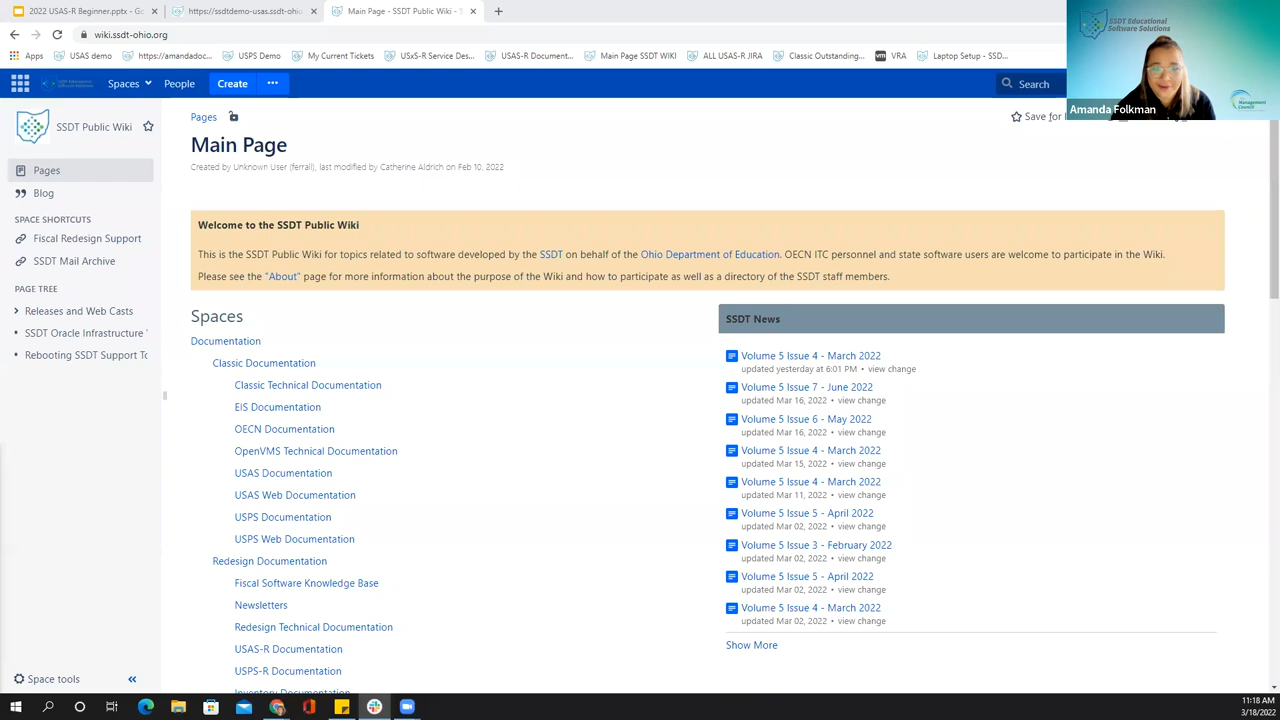 2022 USAS-R Beginner.pptx - Go
https://ssdtdemo-usas.ssdt-ohio
Main Page - SSDT Public Wiki - S
wiki.ssdt-ohio.org
Apps
USAS demo
https://amandadoc...
USPS Demo
My Current Tickets
USxS-R Service Des...
USAS-R Document...
Main Page SSDT WIKI
ALL USAS-R JIRA
Classic Outstanding...
vm VRA
Laptop Setup - SSD...
SSDT Educational
Software Solutions
Management
Council
Amanda Folkman
Spaces
People
Create
Search
SSDT Public Wiki
Pages
Blog
SPACE SHORTCUTS
Fiscal Redesign Support
SSDT Mail Archive
PAGE TREE
Releases and Web Casts
SSDT Oracle Infrastructure
Rebooting SSDT Support To
Space tools
Pages
Save for
Main Page
Created by Unknown User (ferrall), last modified by Catherine Aldrich on Feb 10, 2022
Welcome to the SSDT Public Wiki
This is the SSDT Public Wiki for topics related to software developed by the SSDT on behalf of the Ohio Department of Education. OECN ITC personnel and state software users are welcome to participate in the Wiki.
Please see the "About" page for more information about the purpose of the Wiki and how to participate as well as a directory of the SSDT staff members.
Spaces
Documentation
Classic Documentation
Classic Technical Documentation
EIS Documentation
OECN Documentation
OpenVMS Technical Documentation
USAS Documentation
USAS Web Documentation
USPS Documentation
USPS Web Documentation
Redesign Documentation
Fiscal Software Knowledge Base
Newsletters
Redesign Technical Documentation
USAS-R Documentation
USPS-R Documentation
Inventory Documentation
SSDT News
Volume 5 Issue 4 - March 2022
updated yesterday at 6:01 PM • view change
Volume 5 Issue 7 - June 2022
updated Mar 16, 2022 • view change
Volume 5 Issue 6 - May 2022
updated Mar 16, 2022 • view change
Volume 5 Issue 4 - March 2022
updated Mar 15, 2022 • view change
Volume 5 Issue 4 - March 2022
updated Mar 11, 2022 • view change
Volume 5 Issue 5 - April 2022
updated Mar 02, 2022 • view change
Volume 5 Issue 3 - February 2022
updated Mar 02, 2022 • view change
Volume 5 Issue 5 - April 2022
updated Mar 02, 2022 • view change
Volume 5 Issue 4 - March 2022
updated Mar 02, 2022 • view change
Show More
11:18 AM
3/18/2022